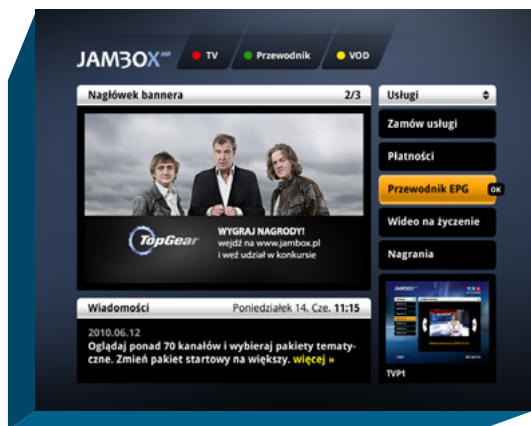 JAMBOX HD
TV
Przewodnik
VOD
Nagłówek bannera 2/3
TopGear
WYGRAJ NAGRODY!
wejdź na www.jambox.pl
i weź udział w konkursie
Usługi
Zamów usługi
Płatności
Przewodnik EPG OK
Wideo na życzenie
Nagrania
Wiadomości Poniedziałek 14. Cze. 11:15
2010.06.12
Oglądaj ponad 70 kanałów i wybieraj pakiety tematy-
czne. Zmień pakiet startowy na większy. więcej »
JAMBOX
TVP1